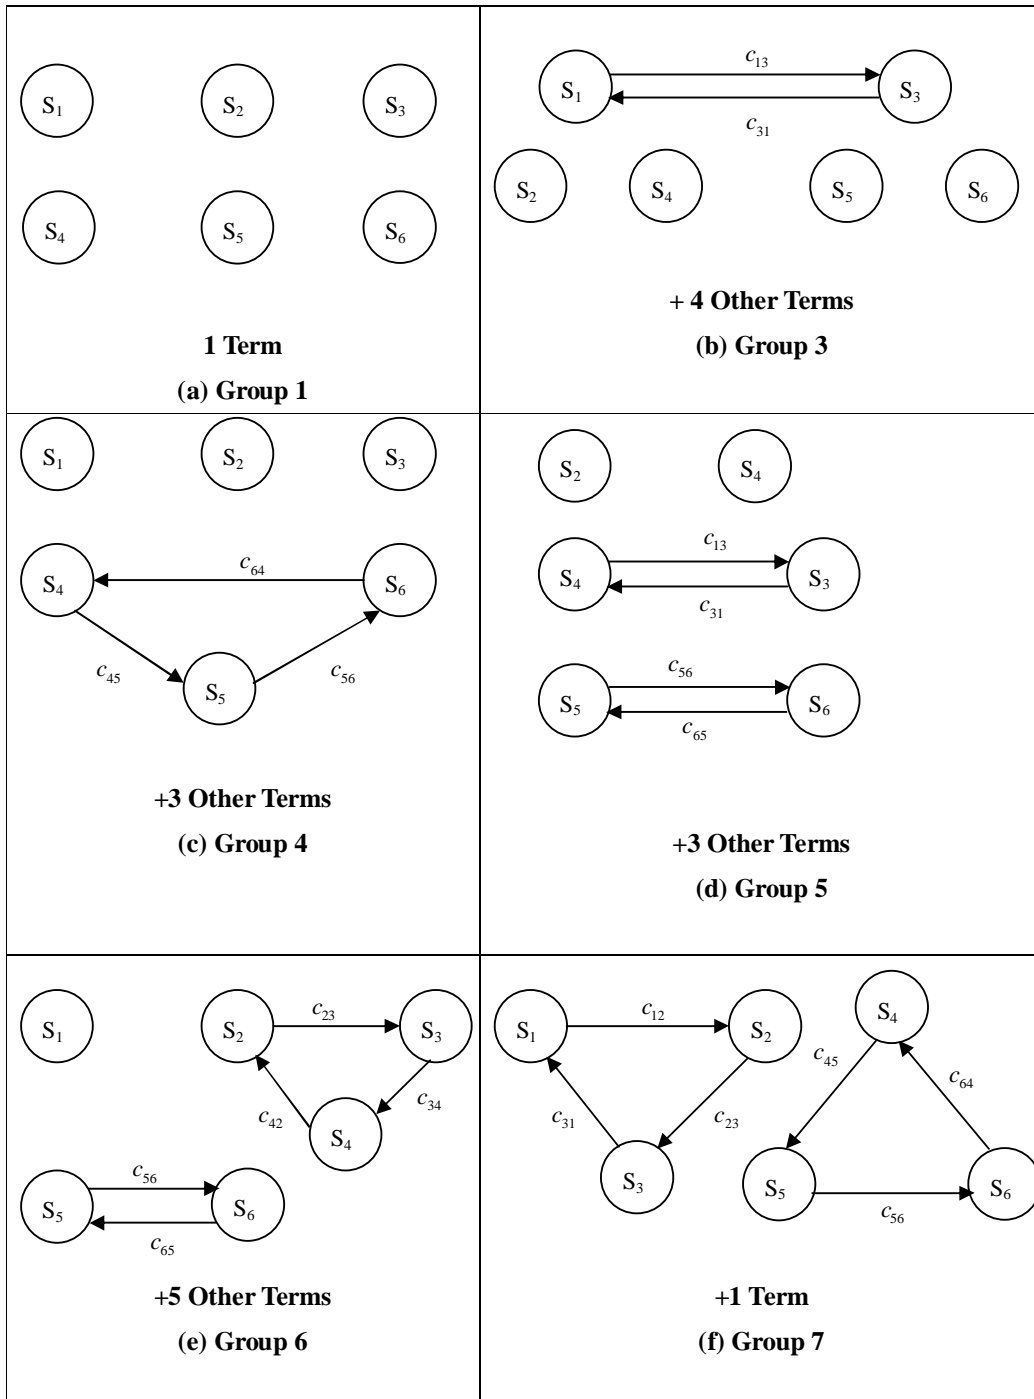 S₁ S₂ S₃
S₄ S₅ S₆
1 Term
(a) Group 1
c₁₃
S₁ S₃
c₃₁
S₂ S₄ S₅ S₆
+ 4 Other Terms
(b) Group 3
S₁ S₂ S₃
c₆₄
S₄ S₆
c₄₅ c₅₆
S₅
+3 Other Terms
(c) Group 4
S₂ S₄
c₁₃
S₄ S₃
c₃₁
c₅₆
S₅ S₆
c₆₅
+3 Other Terms
(d) Group 5
c₂₃
S₁ S₂ S₃
c₄₂ c₃₄
S₄
c₅₆
S₅ S₆
c₆₅
+5 Other Terms
(e) Group 6
c₁₂
S₁ S₂ S₄
c₄₅ c₆₄
c₃₁ c₂₃
S₃ S₅ S₆
c₅₆
+1 Term
(f) Group 7